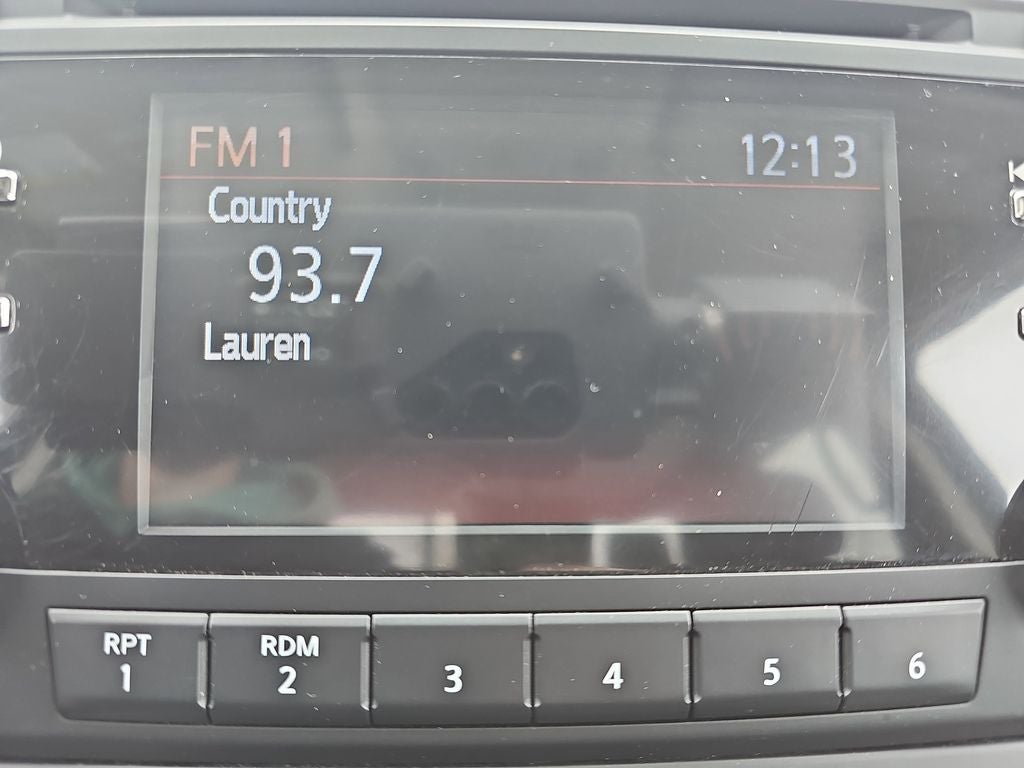 FM 1 12:13
Country
93.7
Lauren
RPT RDM
1 2 3 4 5 6